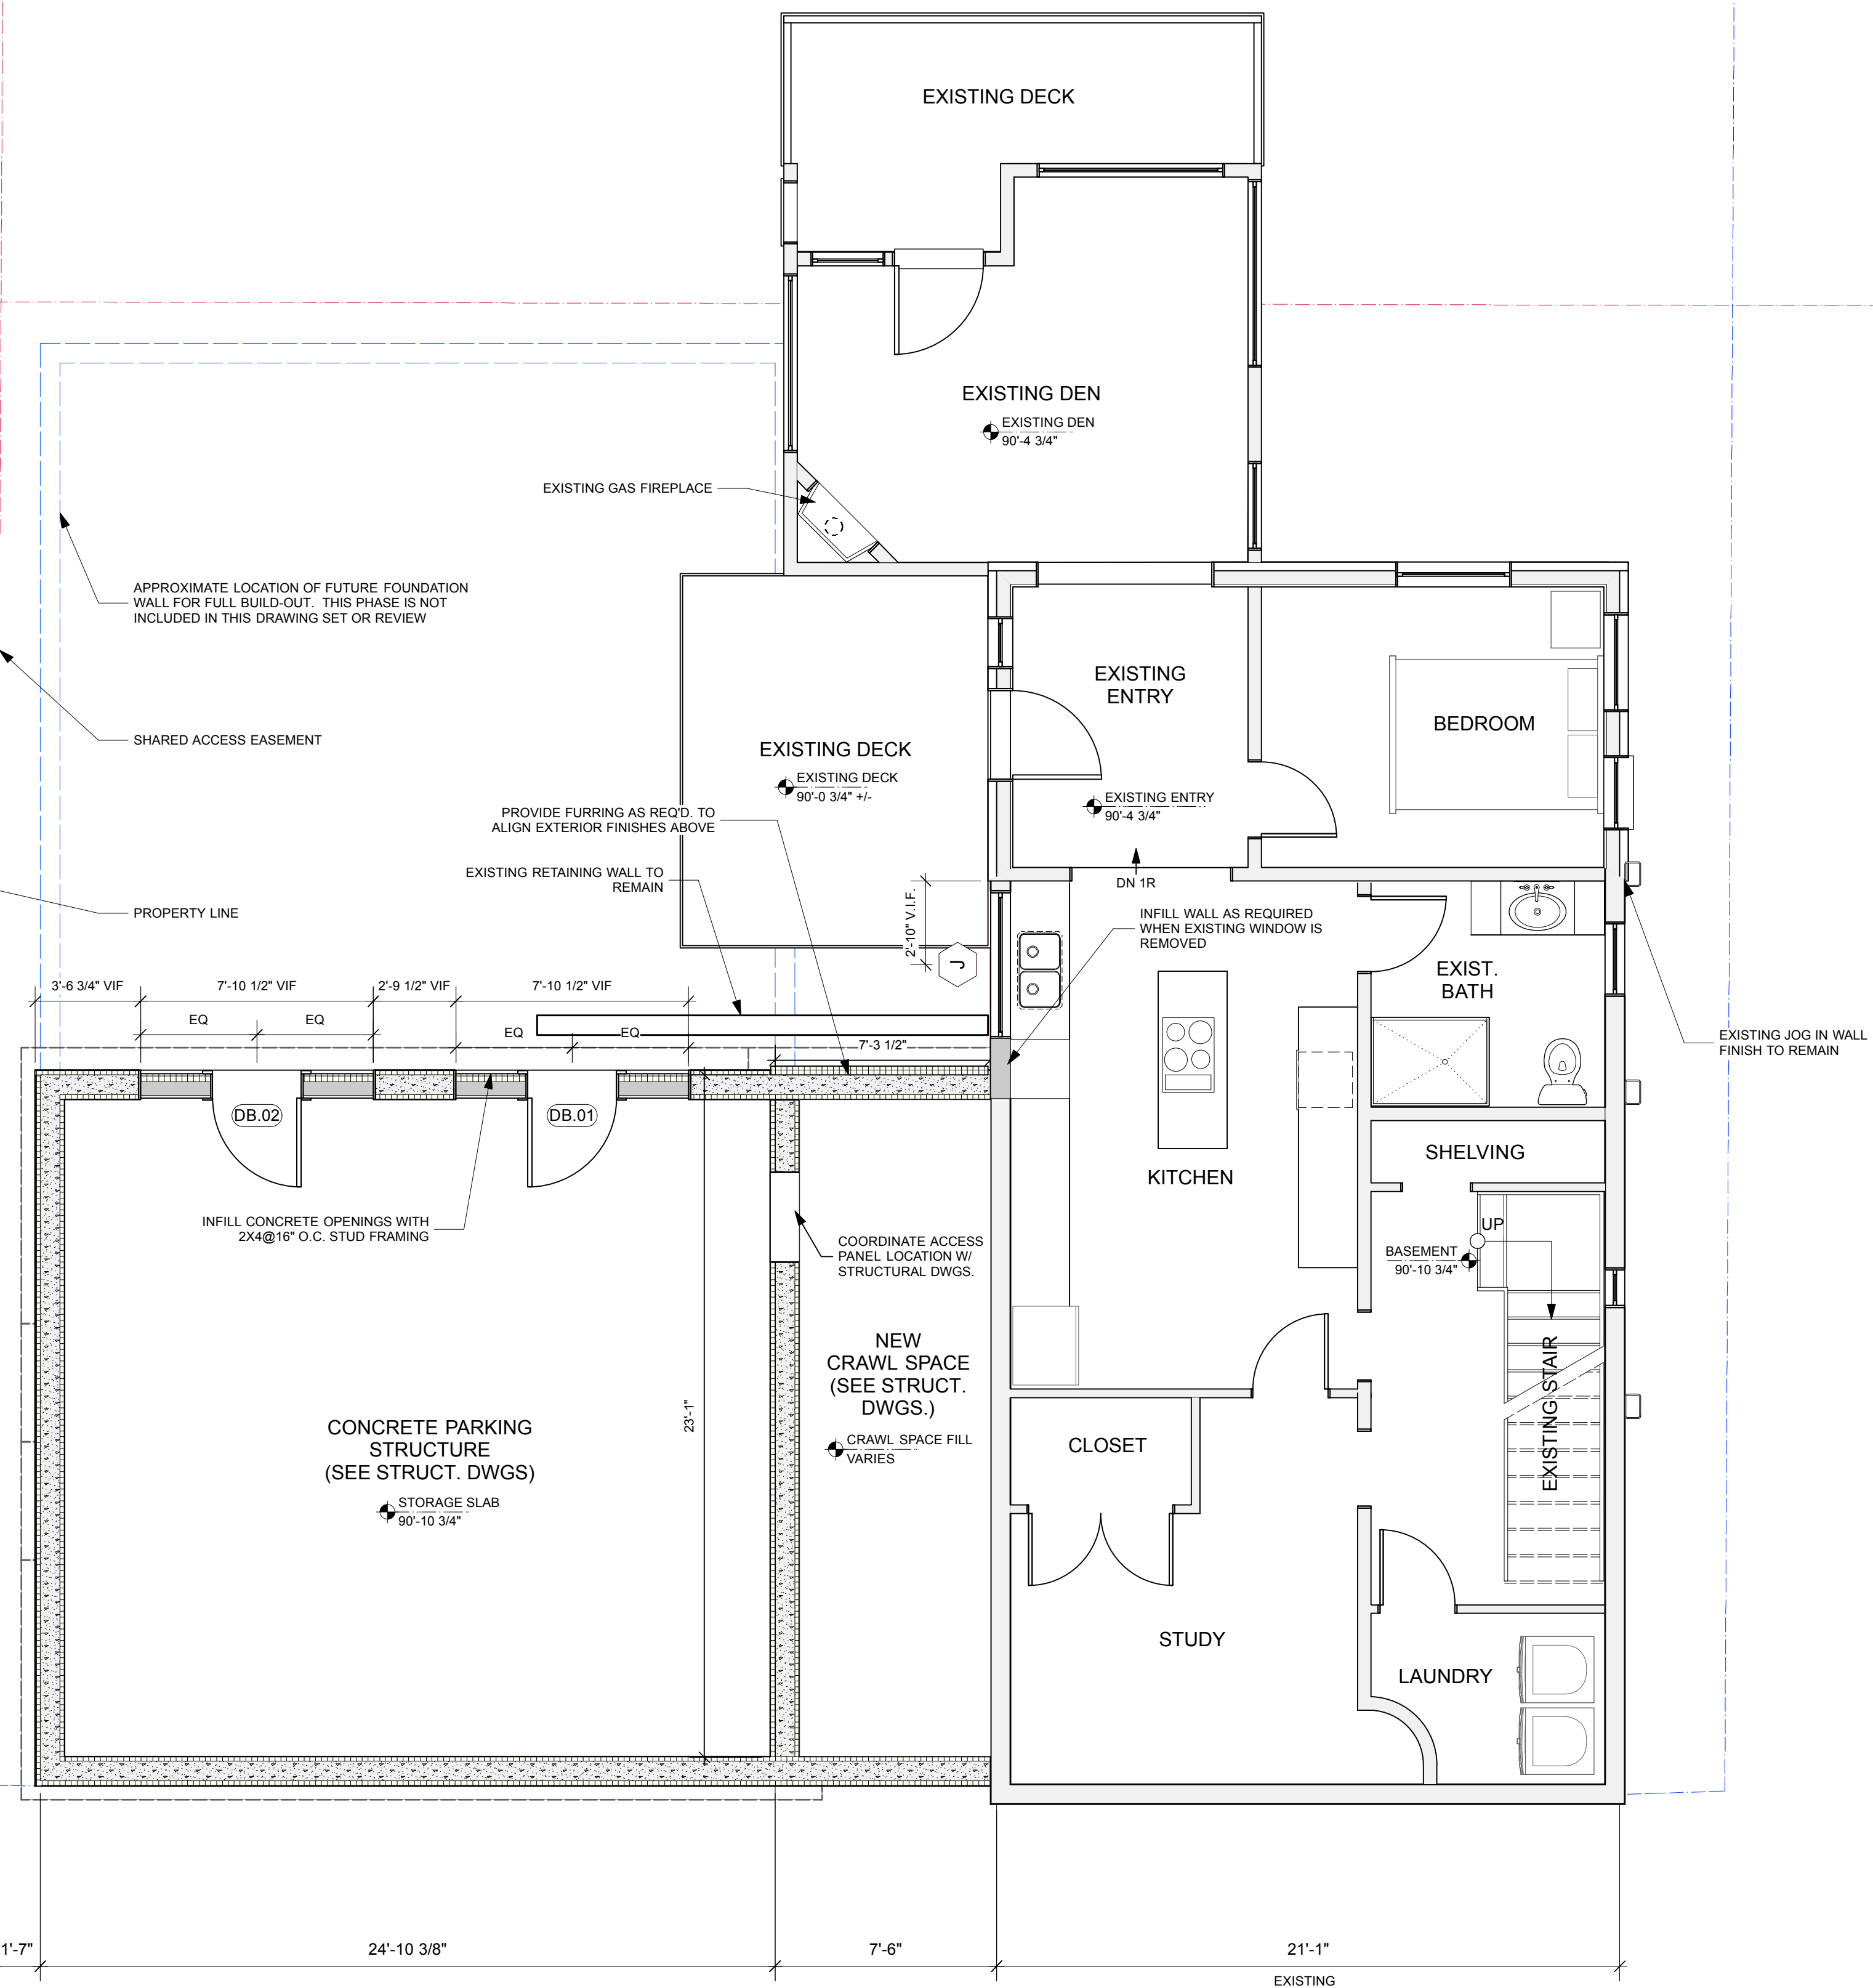 EXISTING DECK
EXISTING DEN
EXISTING DEN
90'-4 3/4"
EXISTING GAS FIREPLACE
APPROXIMATE LOCATION OF FUTURE FOUNDATION
WALL FOR FULL BUILD-OUT.  THIS PHASE IS NOT
INCLUDED IN THIS DRAWING SET OR REVIEW
EXISTING
ENTRY
BEDROOM
SHARED ACCESS EASEMENT
EXISTING DECK
EXISTING DECK
90'-0 3/4" +/-
EXISTING ENTRY
90'-4 3/4"
PROVIDE FURRING AS REQ'D. TO
ALIGN EXTERIOR FINISHES ABOVE
EXISTING RETAINING WALL TO
REMAIN
DN 1R
PROPERTY LINE
2'-10" V.I.F.
J
INFILL WALL AS REQUIRED
WHEN EXISTING WINDOW IS
REMOVED
EXIST.
BATH
3'-6 3/4" VIF
7'-10 1/2" VIF
2'-9 1/2" VIF
7'-10 1/2" VIF
EQ
EQ
EQ
EQ
7'-3 1/2"
EXISTING JOG IN WALL
FINISH TO REMAIN
DB.02
DB.01
SHELVING
KITCHEN
INFILL CONCRETE OPENINGS WITH
2X4@16" O.C. STUD FRAMING
COORDINATE ACCESS
PANEL LOCATION W/
STRUCTURAL DWGS.
UP
BASEMENT
90'-10 3/4"
NEW
CRAWL SPACE
(SEE STRUCT.
DWGS.)
CRAWL SPACE FILL
VARIES
EXISTING STAIR
23'-1"
CONCRETE PARKING
STRUCTURE
(SEE STRUCT. DWGS)
STORAGE SLAB
90'-10 3/4"
CLOSET
STUDY
LAUNDRY
1'-7"
24'-10 3/8"
7'-6"
21'-1"
EXISTING